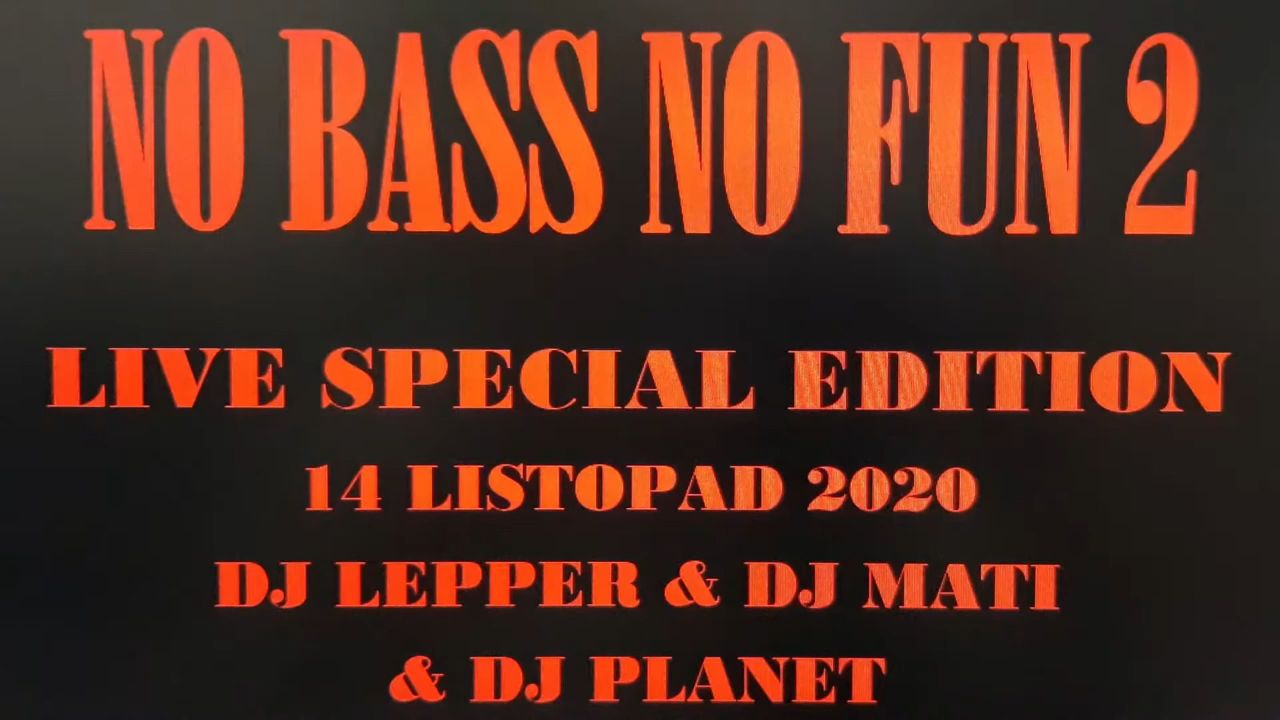 NO BASS NO FUN 2
LIVE SPECIAL EDITION
14 LISTOPAD 2020
DJ LEPPER & DJ MATI
& DJ PLANET